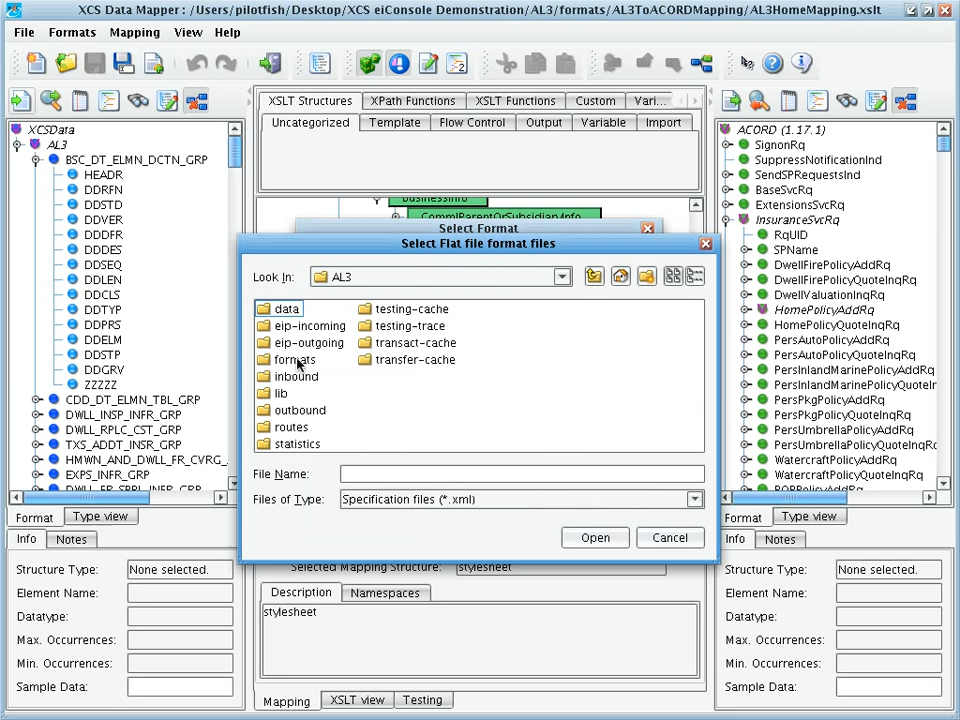 XCS Data Mapper : /Users/pilotfish/Desktop/XCS eiConsole Demonstration/AL3/formats/AL3ToACORDMapping/AL3HomeMapping.xslt
File Formats Mapping View Help
XSLT Structures XPath Functions XSLT Functions Custom Vari...
Uncategorized Template Flow Control Output Variable Import
XCSData
AL3
BSC_DT_ELMN_DCTN_GRP
HEADR
DDRFN
DDSTD
DDVER
DDDFR
DDDES
DDSEQ
DDLEN
DDCLS
DDTYP
DDPRS
DDELM
DDSTP
DDGRV
ZZZZZ
CDD_DT_ELMN_TBL_GRP
DWLL_INSP_INFR_GRP
DWLL_RPLC_CST_GRP
TXS_ADDT_INSR_GRP
HMWN_AND_DWLL_FR_CVRG_
EXPS_INFR_GRP
Format Type view
Info Notes
Structure Type: None selected.
Element Name:
Datatype:
Max. Occurrences:
Min. Occurrences:
Sample Data:
BusinessInfo
CommlParentOrSubsidiaryInfo
Select Format
Select Flat file format files
Look In: AL3
data
eip-incoming
eip-outgoing
formats
inbound
lib
outbound
routes
statistics
testing-cache
testing-trace
transact-cache
transfer-cache
File Name:
Files of Type: Specification files (*.xml)
Open Cancel
Selected Mapping Structure: stylesheet
Description Namespaces
stylesheet
Mapping XSLT view Testing
ACORD (1.17.1)
SignonRq
SuppressNotificationInd
SendSPRequestsInd
BaseSvcRq
ExtensionsSvcRq
InsuranceSvcRq
RqUID
SPName
DwellFirePolicyAddRq
DwellFirePolicyQuoteInqRq
DwellValuationInqRq
HomePolicyAddRq
HomePolicyQuoteInqRq
PersAutoPolicyAddRq
PersAutoPolicyQuoteInqRq
PersInlandMarinePolicyAddRq
PersInlandMarinePolicyQuoteIr
PersPkgPolicyAddRq
PersPkgPolicyQuoteInqRq
PersUmbrellaPolicyAddRq
PersUmbrellaPolicyQuoteInqRq
WatercraftPolicyAddRq
WatercraftPolicyQuoteInqRq
Format Type view
Info Notes
Structure Type: None selected.
Element Name:
Datatype:
Max. Occurrences:
Min. Occurrences:
Sample Data: